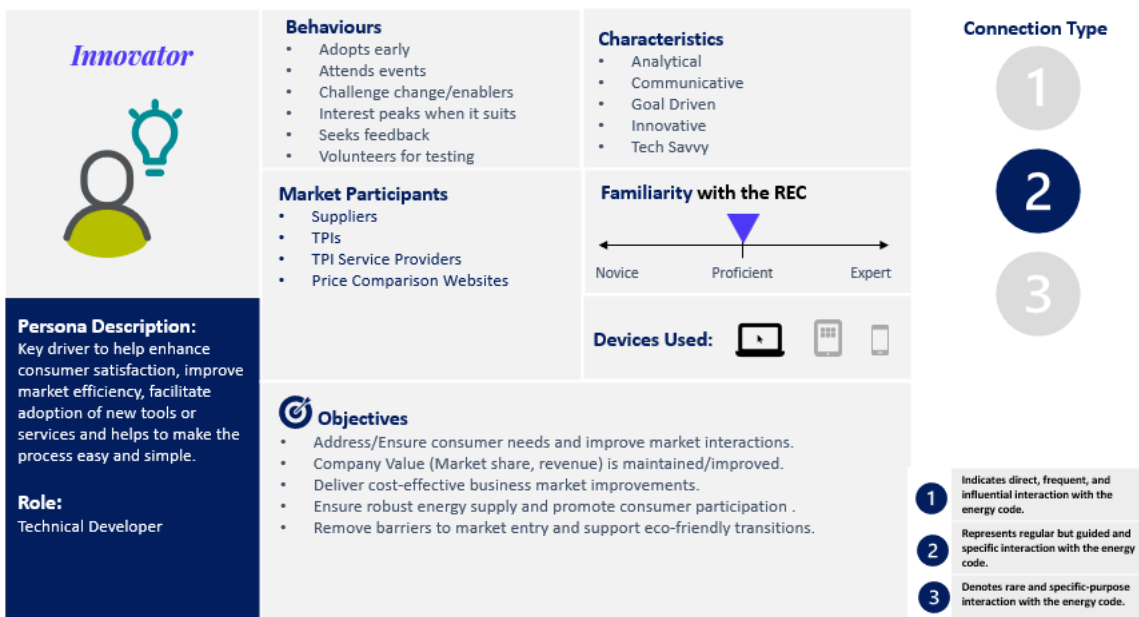 Innovator
Persona Description:
Key driver to help enhance
consumer satisfaction, improve
market efficiency, facilitate
adoption of new tools or
services and helps to make the
process easy and simple.
Role:
Technical Developer
Behaviours
• Adopts early
• Attends events
• Challenge change/enablers
• Interest peaks when it suits
• Seeks feedback
• Volunteers for testing
Characteristics
• Analytical
• Communicative
• Goal Driven
• Innovative
• Tech Savvy
Market Participants
• Suppliers
• TPIs
• TPI Service Providers
• Price Comparison Websites
Familiarity with the REC
Novice Proficient Expert
Devices Used:
Objectives
• Address/Ensure consumer needs and improve market interactions.
• Company Value (Market share, revenue) is maintained/improved.
• Deliver cost-effective business market improvements.
• Ensure robust energy supply and promote consumer participation .
• Remove barriers to market entry and support eco-friendly transitions.
Connection Type
1
2
3
1 Indicates direct, frequent, and
influential interaction with the
energy code.
2 Represents regular but guided and
specific interaction with the energy
code.
3 Denotes rare and specific-purpose
interaction with the energy code.